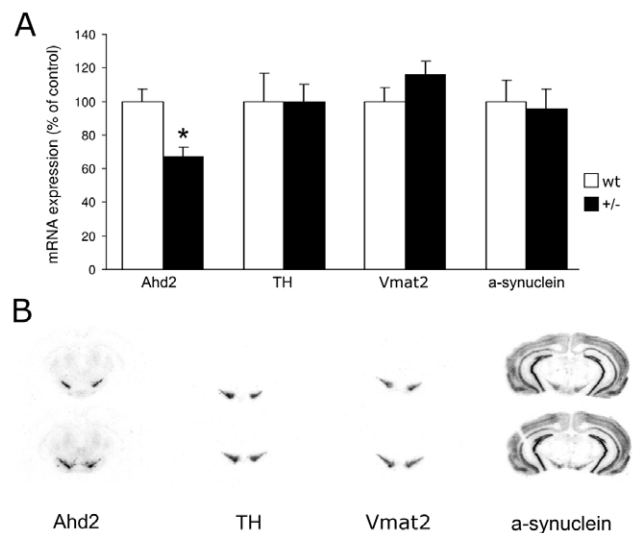 A
mRNA expression (% of control)
140
120
100
80
60
40
20
0
*
Ahd2 TH Vmat2 a-synuclein
wt
+/-
B
Ahd2 TH Vmat2 a-synuclein